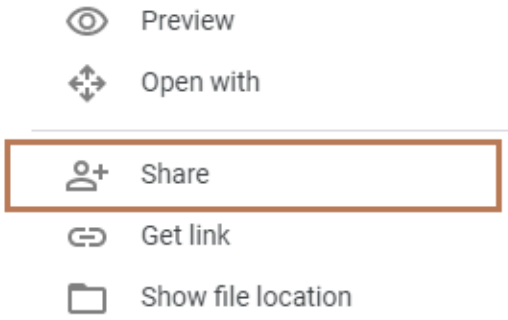 Preview
Open with
Share
Get link
Show file location